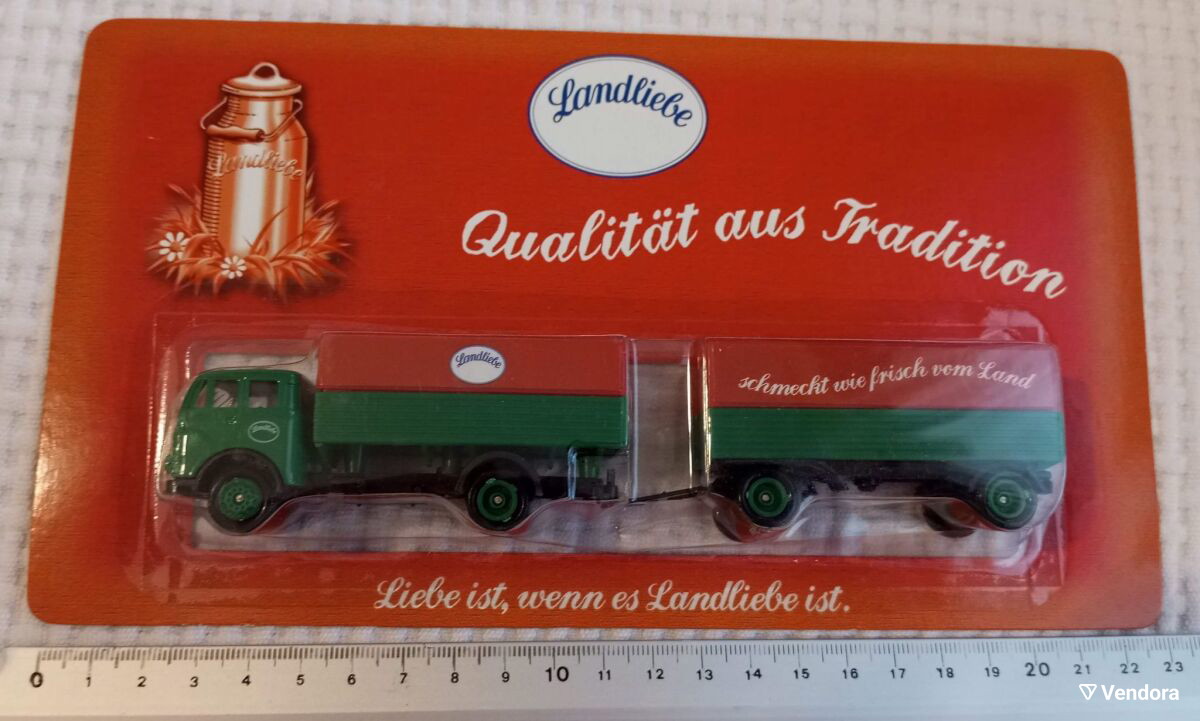 Landliebe
Landliebe
Qualität aus Tradition
Landliebe
schmeckt wie frisch vom Land
Landliebe
Liebe ist, wenn es Landliebe ist.
0 1 2 3 4 5 6 7 8 9 10 11 12 13 14 15 16 17 18 19 20 21 22 23
Vendora